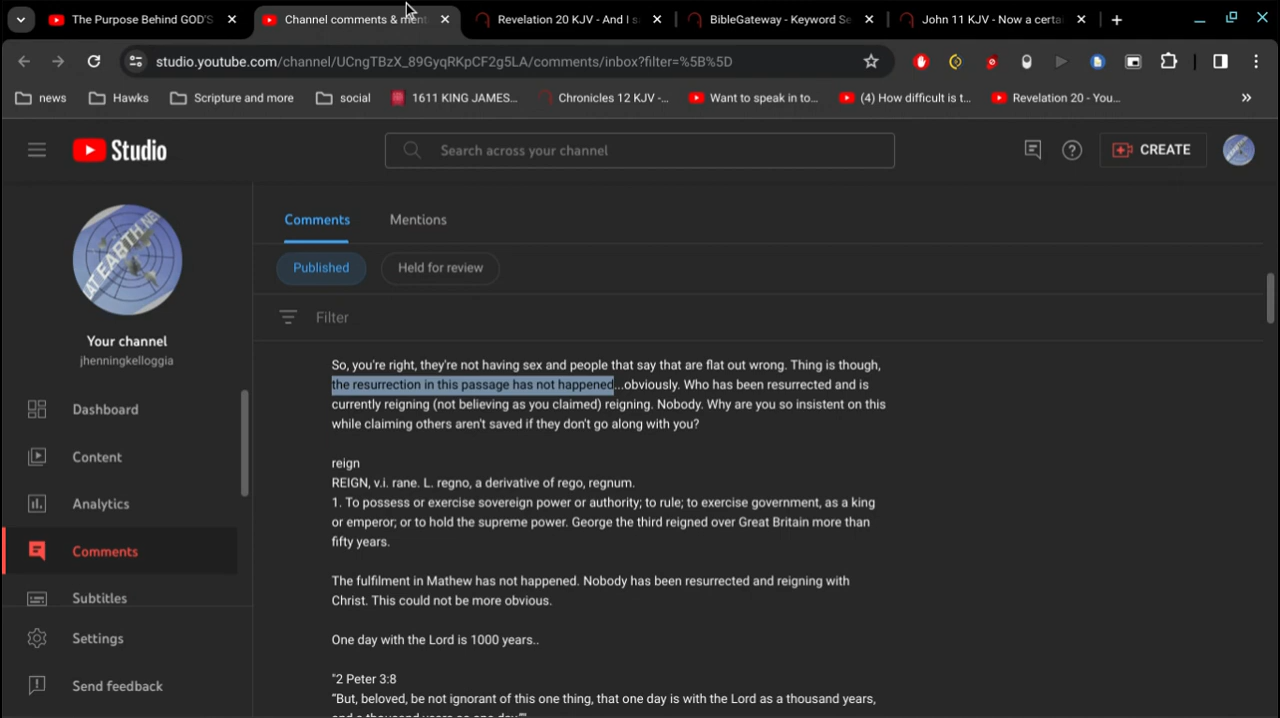 The Purpose Behind GOD'S
Channel comments & ment
Revelation 20 KJV - And I s
BibleGateway - Keyword Se
John 11 KJV - Now a certa
studio.youtube.com/channel/UCngTBzX_89GyqRKpCF2g5LA/comments/inbox?filter=%5B%5D
news
Hawks
Scripture and more
social
1611 KING JAMES...
Chronicles 12 KJV -...
Want to speak in to...
(4) How difficult is t...
Revelation 20 - You...
Studio
Search across your channel
CREATE
AT EARTH.NE
Your channel
jhenningkelloggia
Dashboard
Content
Analytics
Comments
Subtitles
Settings
Send feedback
Comments
Mentions
Published
Held for review
Filter
So, you're right, they're not having sex and people that say that are flat out wrong. Thing is though,
the resurrection in this passage has not happened...obviously. Who has been resurrected and is
currently reigning (not believing as you claimed) reigning. Nobody. Why are you so insistent on this
while claiming others aren't saved if they don't go along with you?
reign
REIGN, v.i. rane. L. regno, a derivative of rego, regnum.
1. To possess or exercise sovereign power or authority; to rule; to exercise government, as a king
or emperor; or to hold the supreme power. George the third reigned over Great Britain more than
fifty years.
The fulfilment in Mathew has not happened. Nobody has been resurrected and reigning with
Christ. This could not be more obvious.
One day with the Lord is 1000 years..
"2 Peter 3:8
“But, beloved, be not ignorant of this one thing, that one day is with the Lord as a thousand years,
and a thousand years as one day.”"